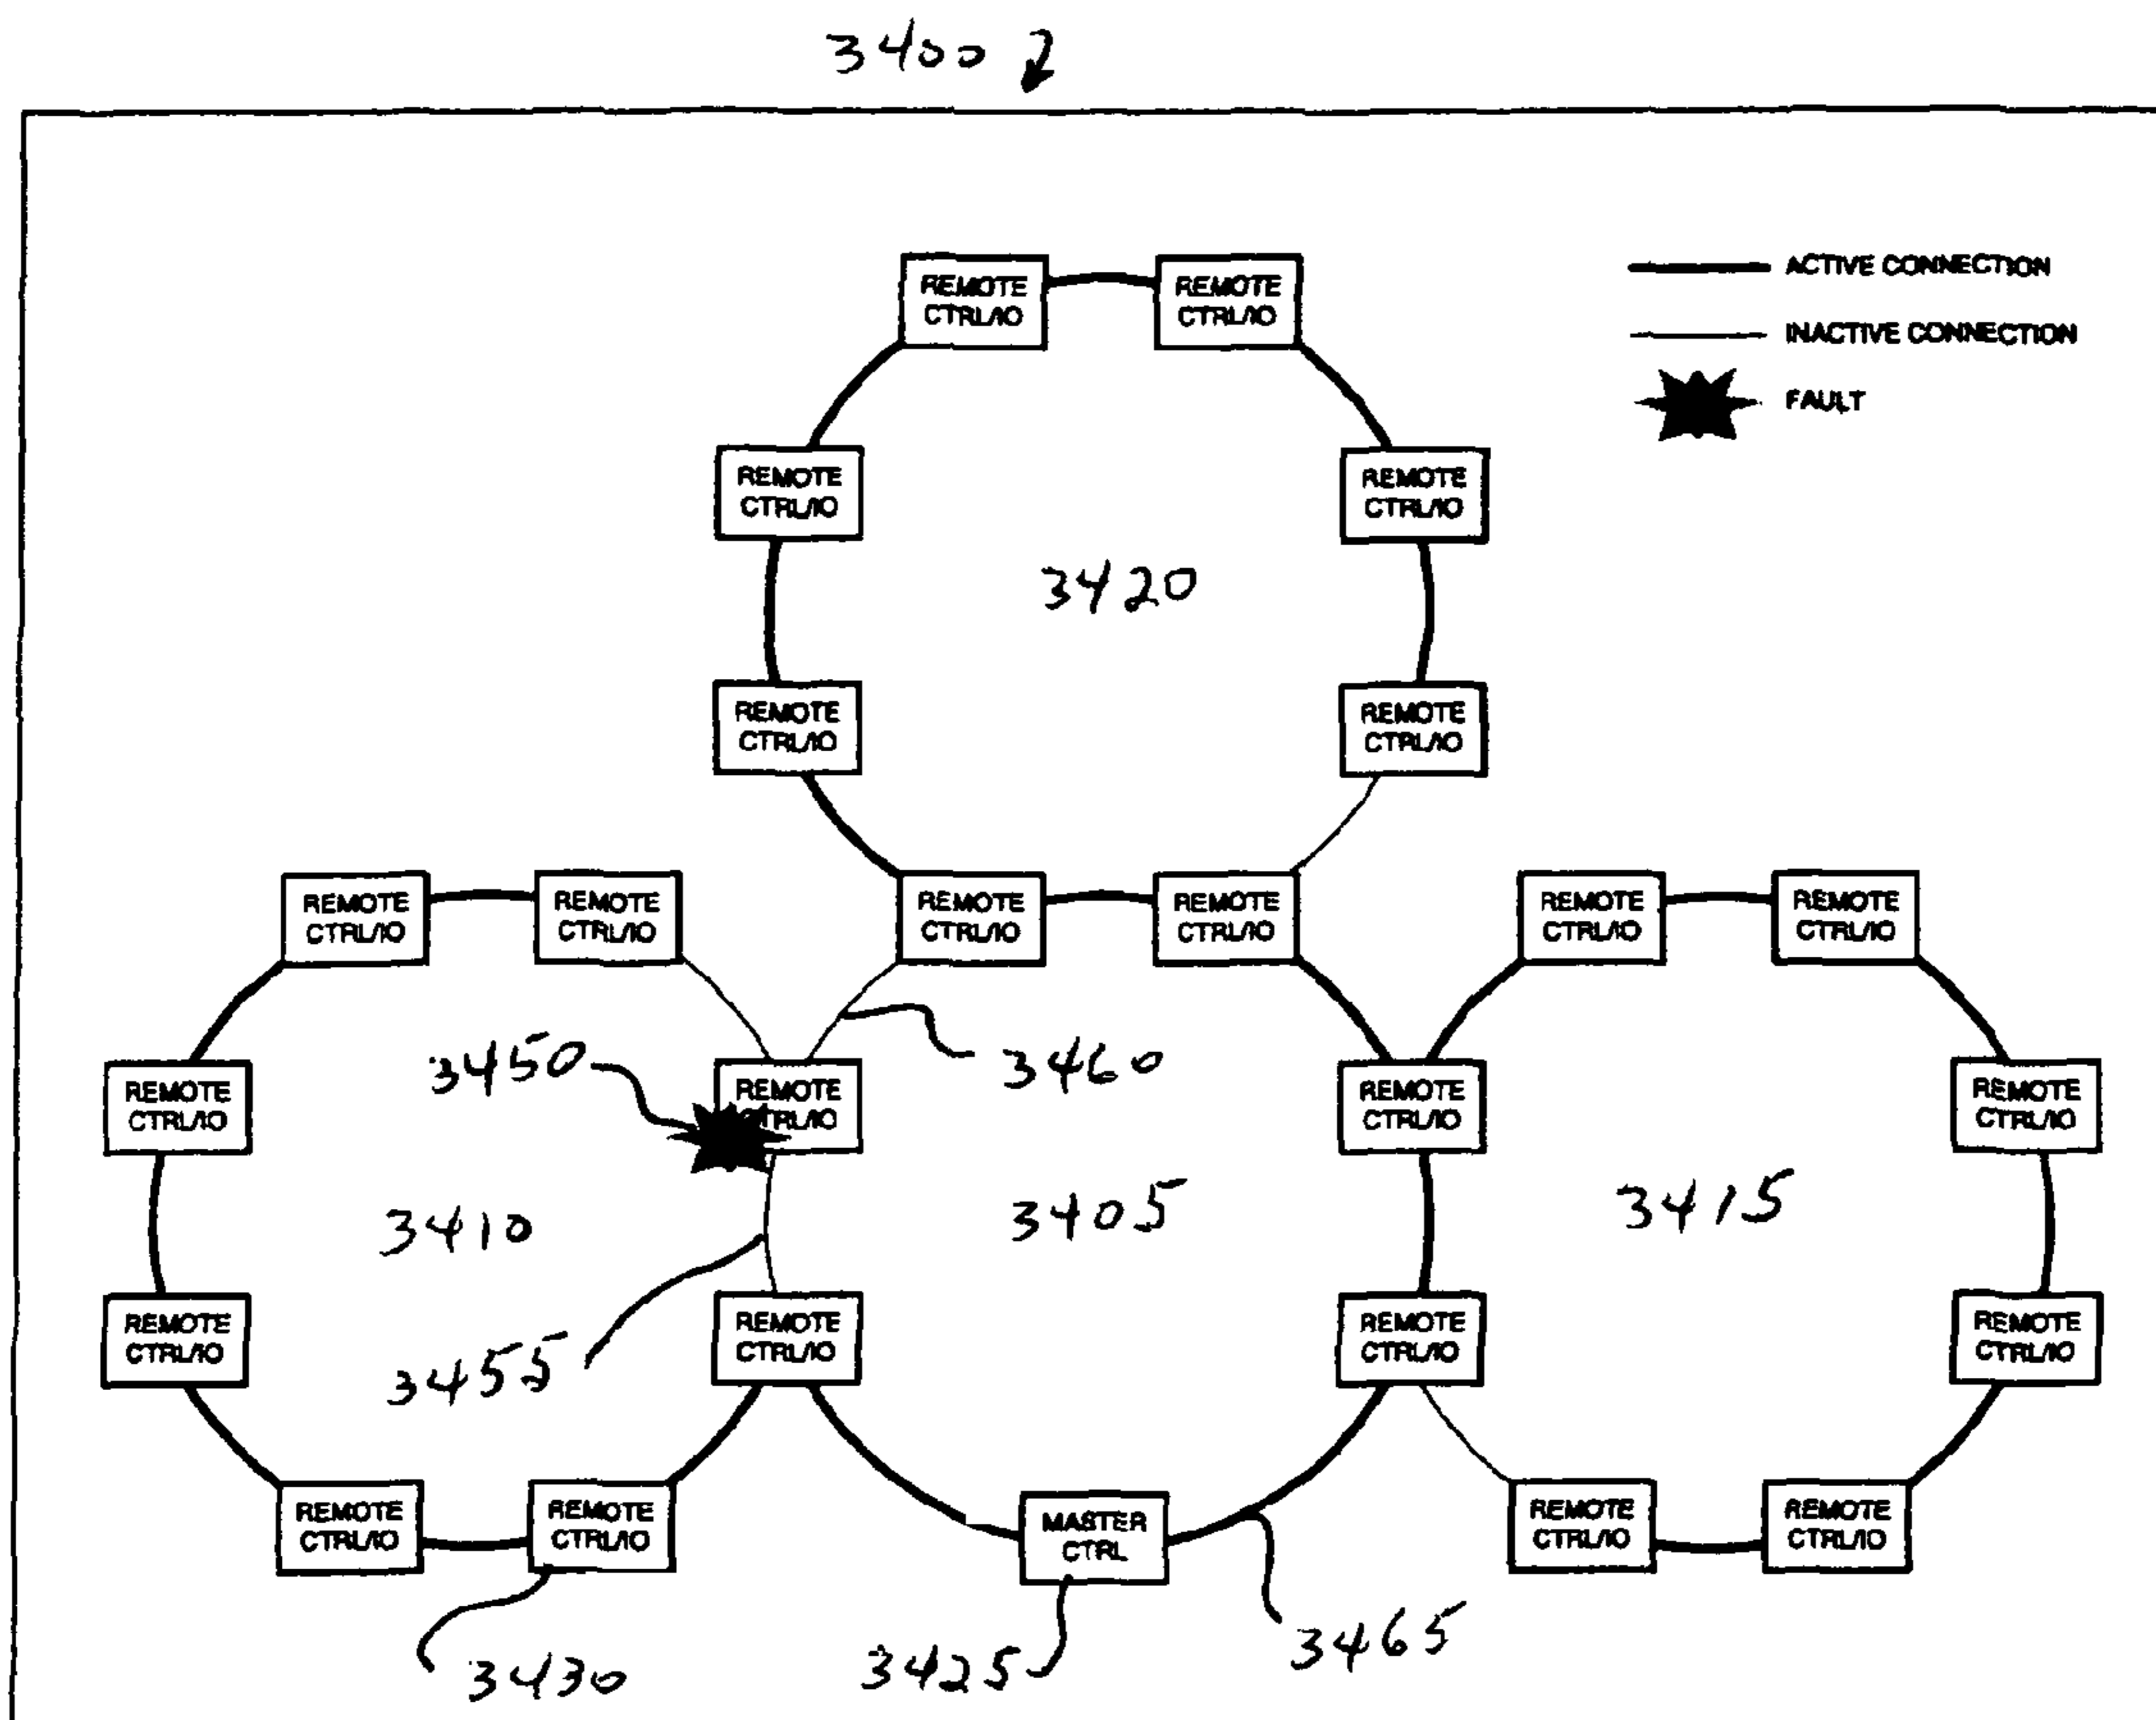 3400
ACTIVE CONNECTION
INACTIVE CONNECTION
FAULT
REMOTE
CTRL/IO
REMOTE
CTRL/IO
REMOTE
CTRL/IO
REMOTE
CTRL/IO
3420
REMOTE
CTRL/IO
REMOTE
CTRL/IO
REMOTE
CTRL/IO
REMOTE
CTRL/IO
REMOTE
CTRL/IO
REMOTE
CTRL/IO
REMOTE
CTRL/IO
REMOTE
CTRL/IO
3450
3460
REMOTE
CTRL/IO
REMOTE
CTRL/IO
REMOTE
CTRL/IO
REMOTE
CTRL/IO
3410
3405
3415
3455
REMOTE
CTRL/IO
REMOTE
CTRL/IO
REMOTE
CTRL/IO
REMOTE
CTRL/IO
REMOTE
CTRL/IO
REMOTE
CTRL/IO
MASTER
CTRL
REMOTE
CTRL/IO
REMOTE
CTRL/IO
3430
3425
3465